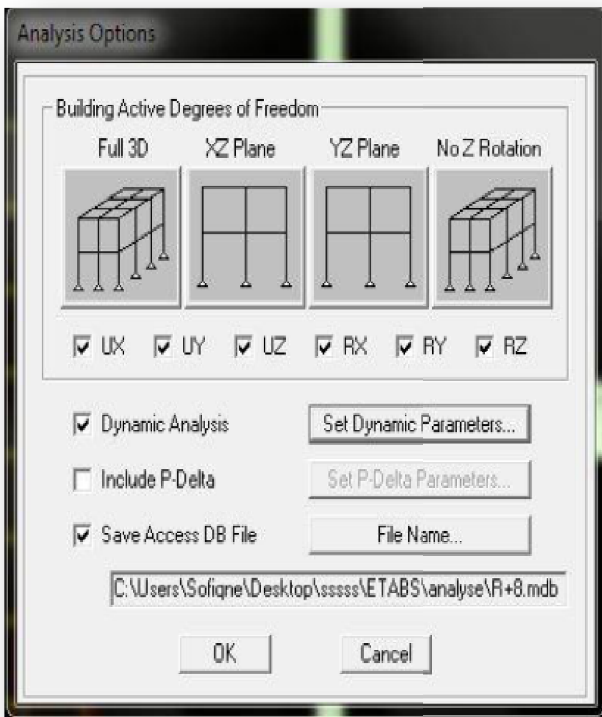 Analysis Options
Building Active Degrees of Freedom
Full 3D XZ Plane YZ Plane No Z Rotation
UX UY UZ RX RY RZ
Dynamic Analysis Set Dynamic Parameters...
Include P-Delta Set P-Delta Parameters...
Save Access DB File File Name...
C:\Users\Sofiqne\Desktop\sssss\ETABS\analyse\R+8.mdb
OK Cancel